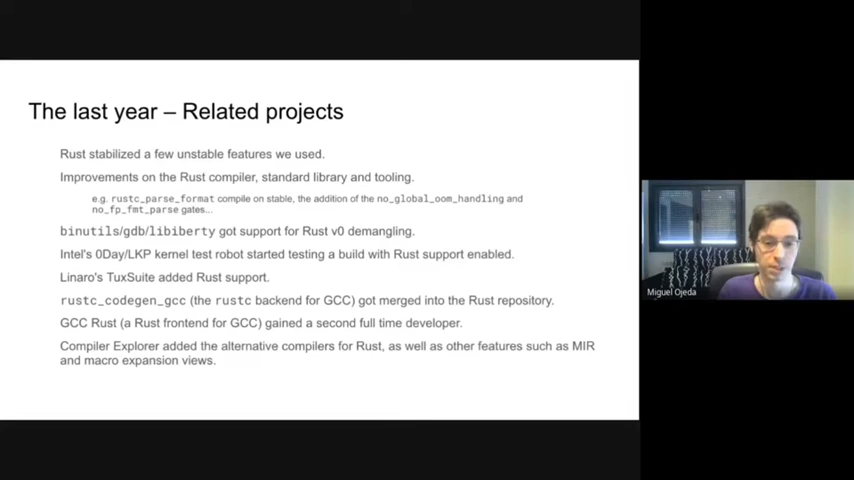 The last year – Related projects
Rust stabilized a few unstable features we used.
Improvements on the Rust compiler, standard library and tooling.
e.g. rustc_parse_format compile on stable, the addition of the no_global_oom_handling and
no_fp_fmt_parse gates...
binutils/gdb/libiberty got support for Rust v0 demangling.
Intel's 0Day/LKP kernel test robot started testing a build with Rust support enabled.
Linaro's TuxSuite added Rust support.
rustc_codegen_gcc (the rustc backend for GCC) got merged into the Rust repository.
GCC Rust (a Rust frontend for GCC) gained a second full time developer.
Compiler Explorer added the alternative compilers for Rust, as well as other features such as MIR
and macro expansion views.
Miguel Ojeda